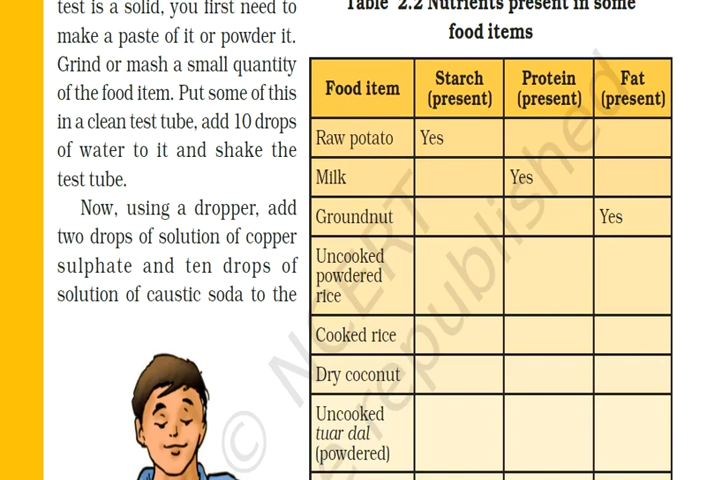 test is a solid, you first need to
make a paste of it or powder it.
Grind or mash a small quantity
of the food item. Put some of this
in a clean test tube, add 10 drops
of water to it and shake the
test tube.
Now, using a dropper, add
two drops of solution of copper
sulphate and ten drops of
solution of caustic soda to the
Table 2.2 Nutrients present in some
food items
Food item Starch (present) Protein (present) Fat (present)
Raw potato Yes
Milk Yes
Groundnut Yes
Uncooked
powdered
rice
Cooked rice
Dry coconut
Uncooked
tuar dal
(powdered)
© NCERT
be republished